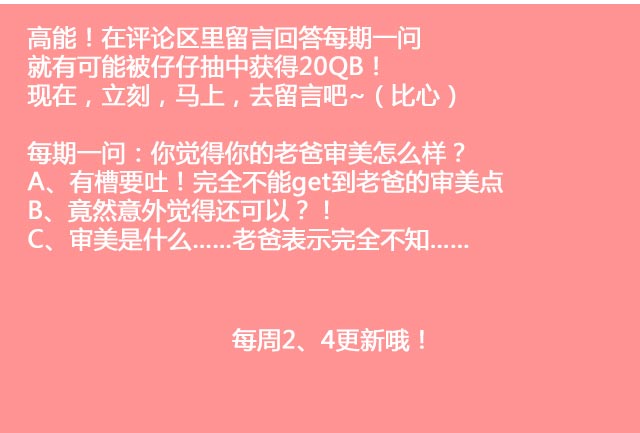 高能！在评论区里留言回答每期一问
就有可能被仔仔抽中获得20QB！
现在，立刻，马上，去留言吧~（比心）
每期一问：你觉得你的老爸审美怎么样？
A、有槽要吐！完全不能get到老爸的审美点
B、竟然意外觉得还可以？！
C、审美是什么……老爸表示完全不知……
每周2、4更新哦！